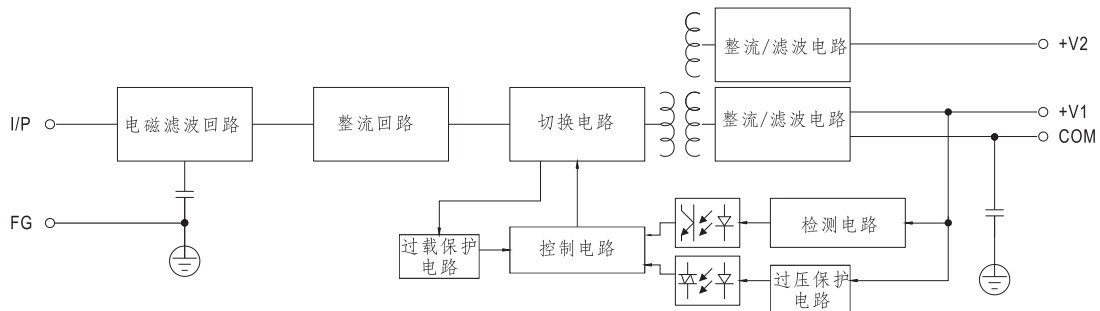 整流/滤波电路
+V2
I/P
电磁滤波回路
整流回路
切换电路
整流/滤波电路
+V1
COM
FG
过载保护
电路
控制电路
检测电路
过压保护
电路